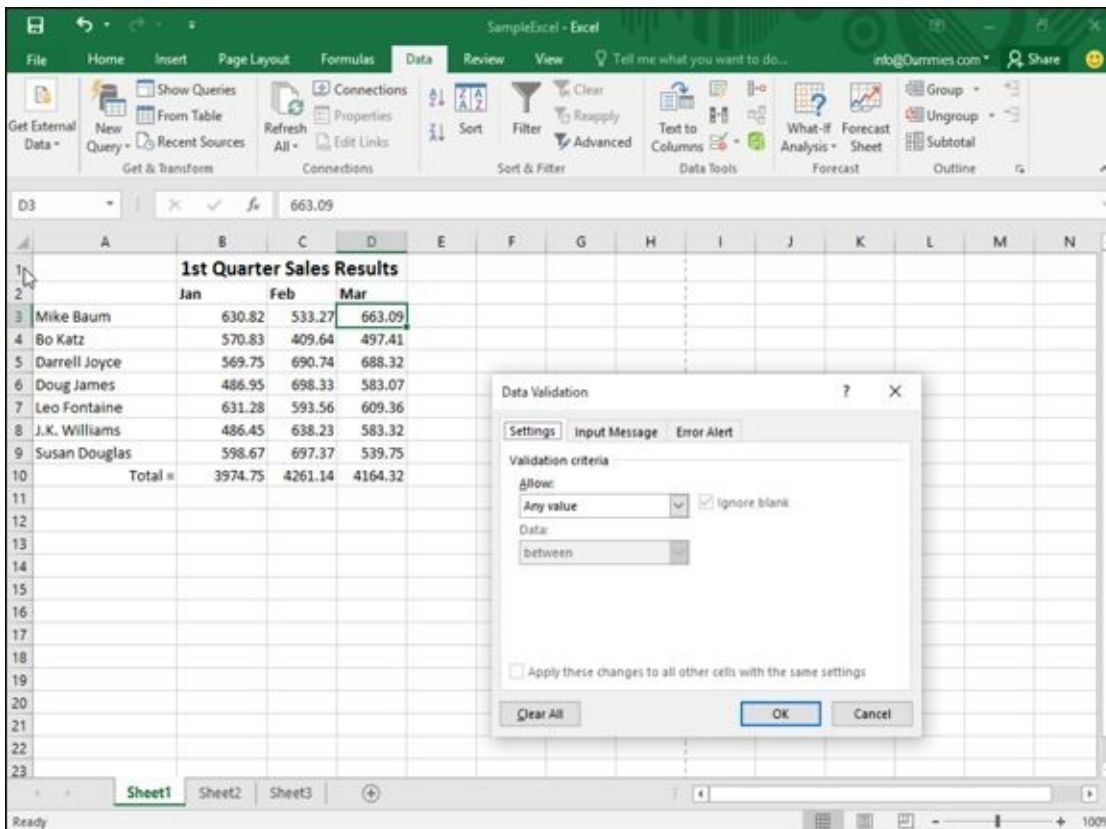 SampleExcel - Excel
File Home Insert Page Layout Formulas Data Review View Tell me what you want to do... info@Dummies.com Share
Get External Data
New Query
Show Queries
From Table
Recent Sources
Get & Transform
Refresh All
Connections
Properties
Edit Links
Connections
Sort
Filter
Clear
Reapply
Advanced
Sort & Filter
Text to Columns
Data Tools
What-If Analysis
Forecast Sheet
Forecast
Group
Ungroup
Subtotal
Outline
D3 fx 663.09
A B C D E F G H I J K L M N
1 1st Quarter Sales Results
2 Jan Feb Mar
3 Mike Baum 630.82 533.27 663.09
4 Bo Katz 570.83 409.64 497.41
5 Darrell Joyce 569.75 690.74 688.32
6 Doug James 486.95 698.33 583.07
7 Leo Fontaine 631.28 593.56 609.36
8 J.K. Williams 486.45 638.23 583.32
9 Susan Douglas 598.67 697.37 539.75
10 Total = 3974.75 4261.14 4164.32
11
12
13
14
15
16
17
18
19
20
21
22
23
Data Validation ?
Settings Input Message Error Alert
Validation criteria
Allow:
Any value Ignore blank
Data:
between
Apply these changes to all other cells with the same settings
Clear All OK Cancel
Sheet1 Sheet2 Sheet3
Ready 100%